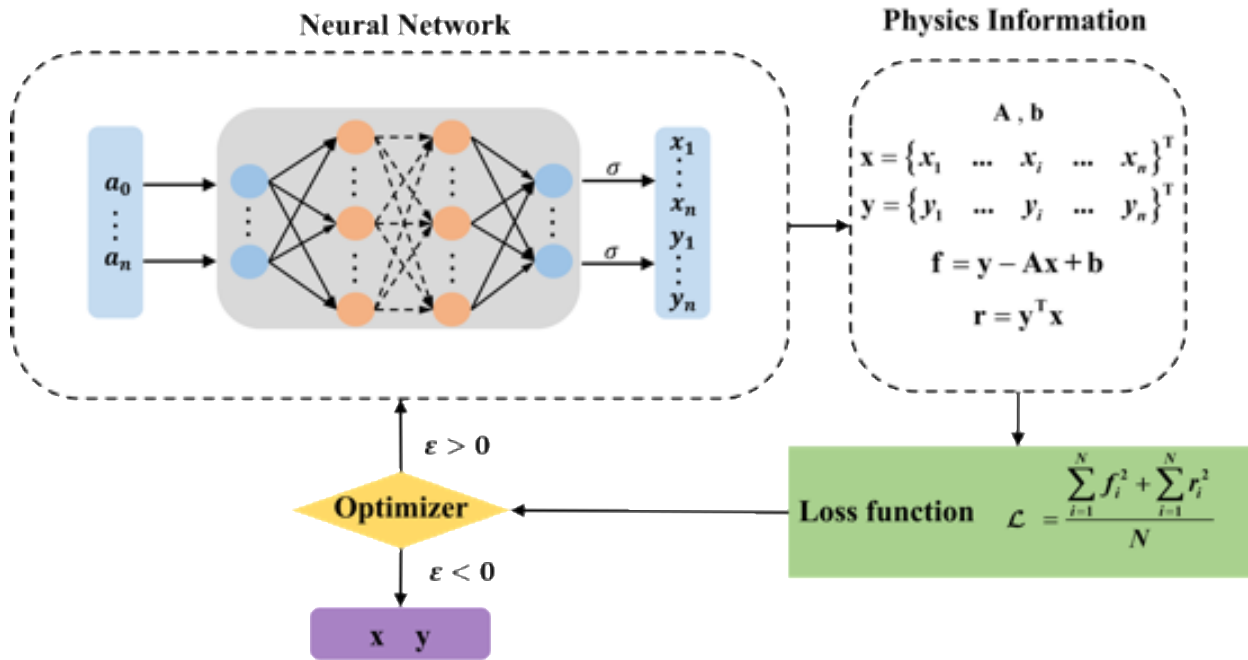 Neural Network
Physics Information
a₀
⋮
aₙ
σ
σ
x₁
⋮
xₙ
y₁
⋮
yₙ
A , b
x = {x₁ ... xᵢ ... xₙ}ᵀ
y = {y₁ ... yᵢ ... yₙ}ᵀ
f = y − Ax + b
r = yᵀx
ε > 0
Optimizer
ε < 0
x y
Loss function ℒ = (∑ᵢ₌₁ᴺ fᵢ² + ∑ᵢ₌₁ᴺ rᵢ²) / N